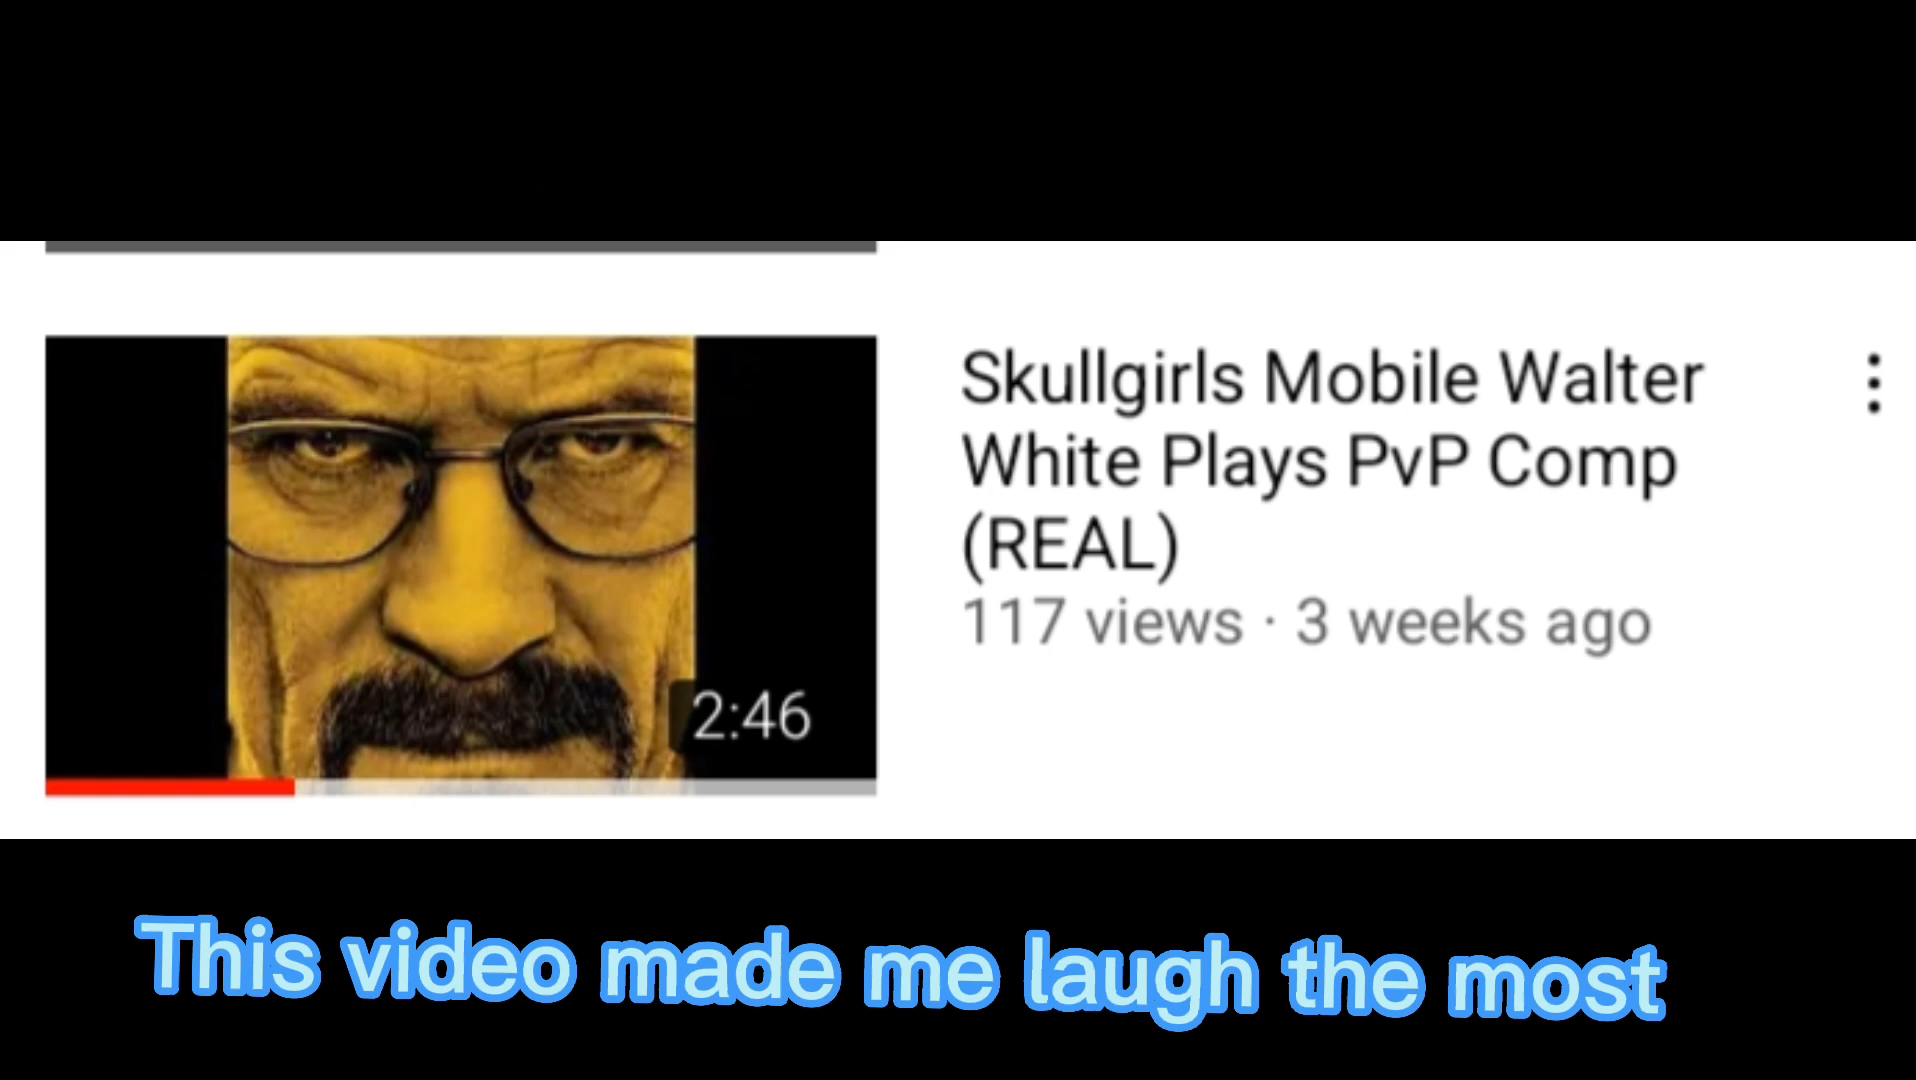 Skullgirls Mobile Walter
White Plays PvP Comp
(REAL)
117 views · 3 weeks ago
2:46
This video made me laugh the most